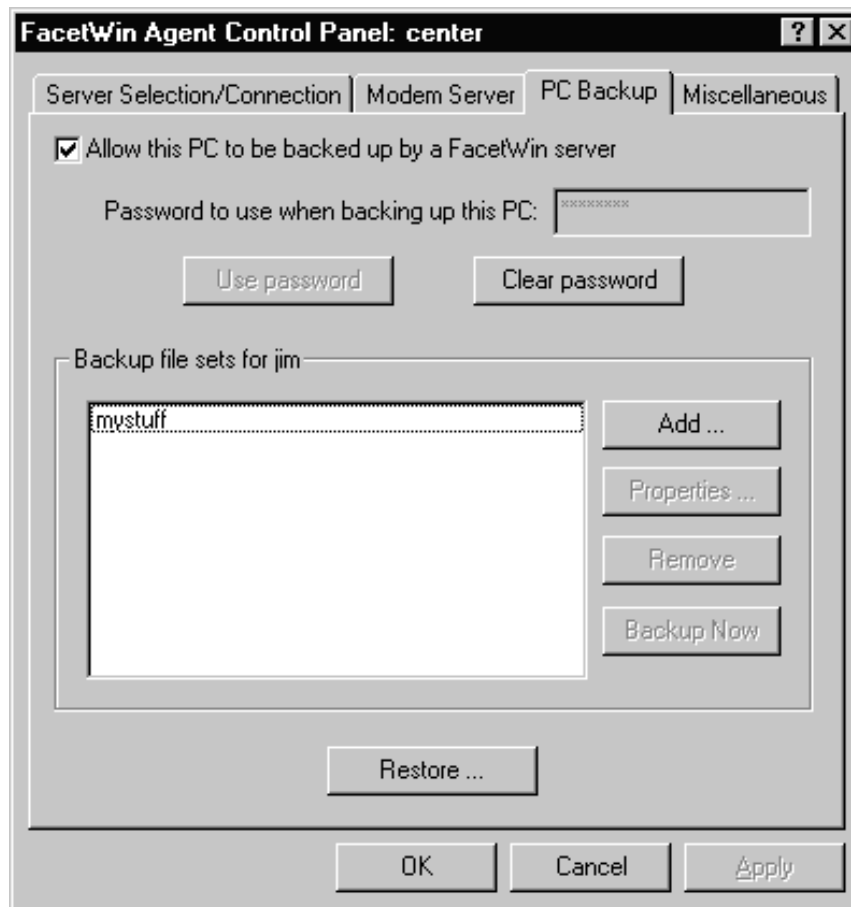 FacetWin Agent Control Panel: center
Server Selection/Connection Modem Server PC Backup Miscellaneous
Allow this PC to be backed up by a FacetWin server
Password to use when backing up this PC: ********
Use password Clear password
Backup file sets for jim
mystuff
Add ...
Properties ...
Remove
Backup Now
Restore ...
OK Cancel Apply